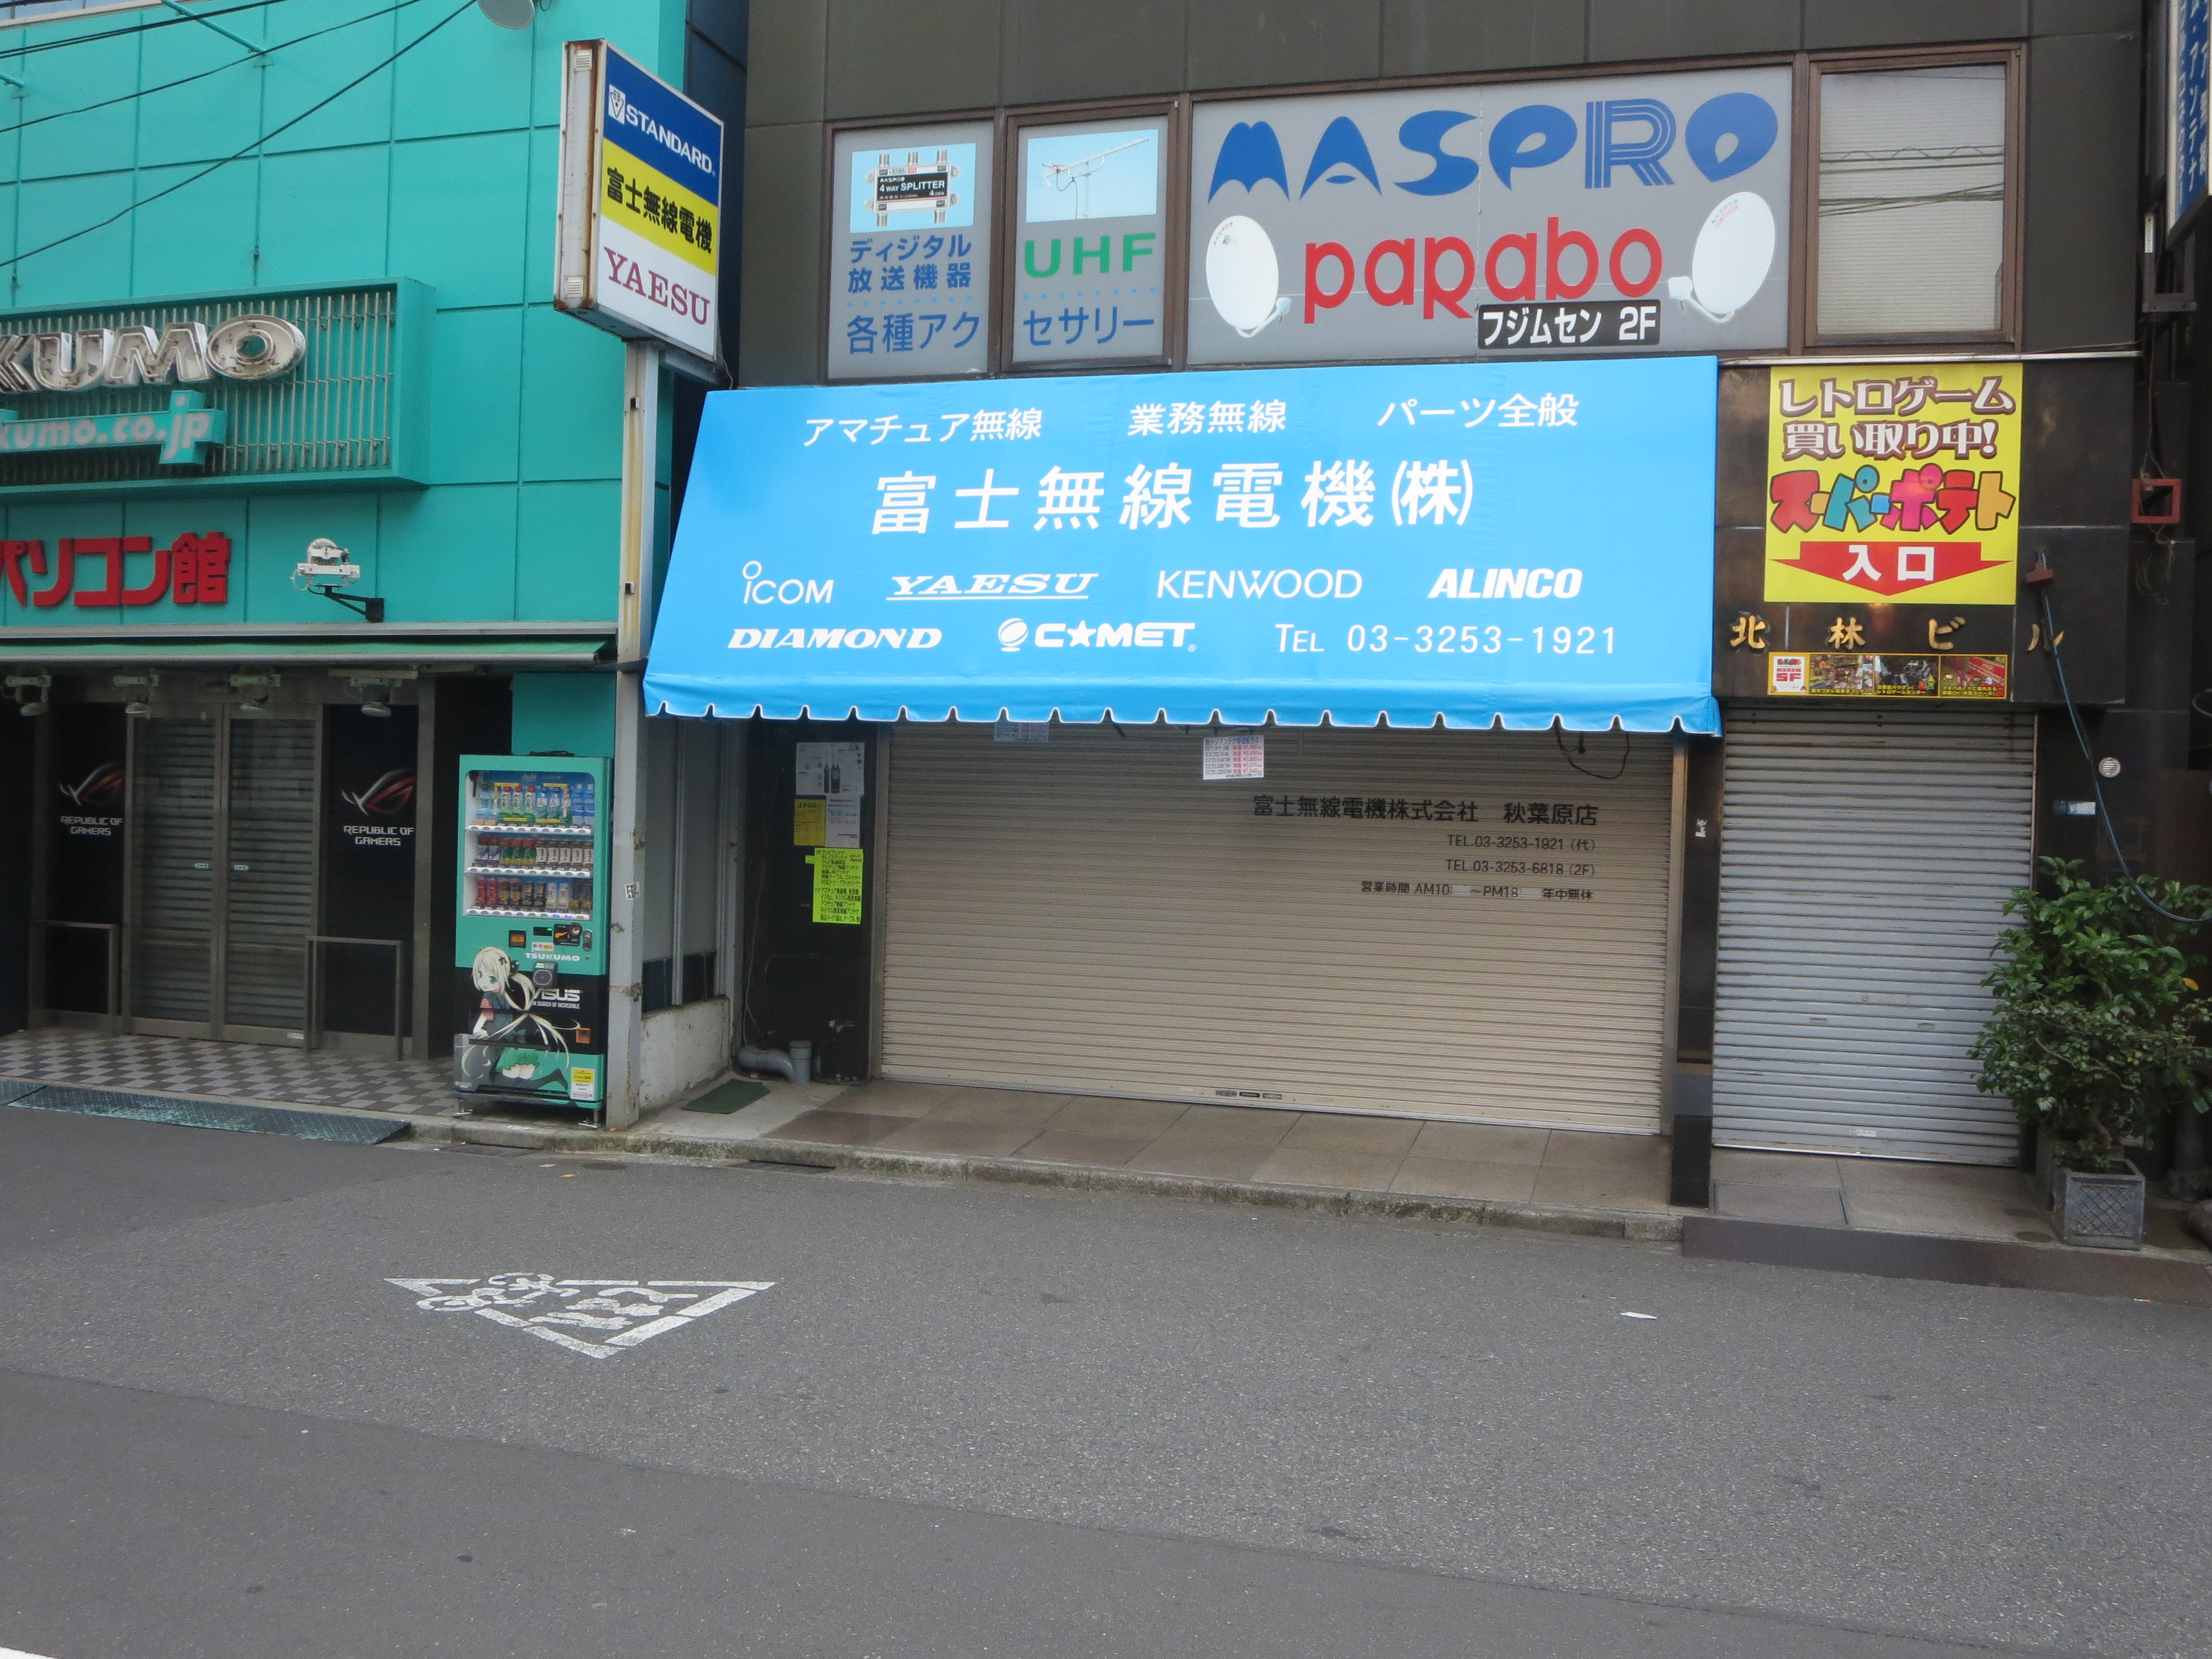 STANDARD
富士無線電機
YAESU
KUMO
kumo.co.jp
パソコン館
REPUBLIC OF
GAMERS
REPUBLIC OF
GAMERS
TSUKUMO
ASUS
IN SEARCH OF INCREDIBLE
MASPRO
4 WAY SPLITTER
ディジタル
放送機器
各種アク
UHF
セサリー
MASPRO
parabo
フジムセン 2F
アマチュア無線 業務無線 パーツ全般
富士無線電機(株)
ICOM YAESU KENWOOD ALINCO
DIAMOND C★MET TEL 03-3253-1921
富士無線電機株式会社 秋葉原店
TEL.03-3253-1921 (代)
TEL.03-3253-6818 (2F)
営業時間 AM10 ～PM18 年中無休
レトロゲーム
買い取り中!
スーパーポテト
入口
北林ビル